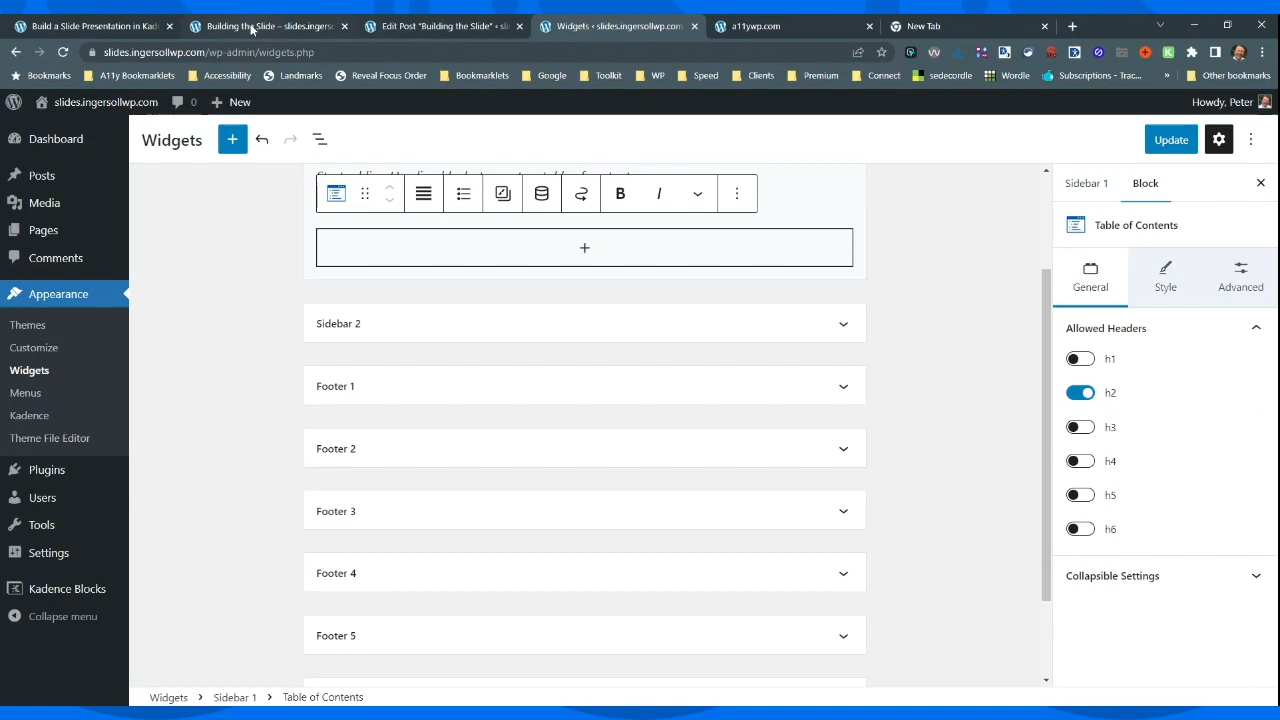 Build a Slide Presentation in Kade
Building the Slide – slides.ingerso
Edit Post "Building the Slide" ‹ sl
Widgets ‹ slides.ingersollwp.com
a11ywp.com
New Tab
slides.ingersollwp.com/wp-admin/widgets.php
Bookmarks
A11y Bookmarklets
Accessibility
Landmarks
Reveal Focus Order
Bookmarklets
Google
Toolkit
WP
Speed
Clients
Premium
Connect
sedecordle
Wordle
Subscriptions - Trac...
»
Other bookmarks
slides.ingersollwp.com
0
New
Howdy, Peter
Dashboard
Posts
Media
Pages
Comments
Appearance
Themes
Customize
Widgets
Menus
Kadence
Theme File Editor
Plugins
Users
Tools
Settings
Kadence Blocks
Collapse menu
Widgets
Update
B
I
Sidebar 2
Footer 1
Footer 2
Footer 3
Footer 4
Footer 5
Sidebar 1
Block
Table of Contents
General
Style
Advanced
Allowed Headers
h1
h2
h3
h4
h5
h6
Collapsible Settings
Widgets > Sidebar 1 > Table of Contents